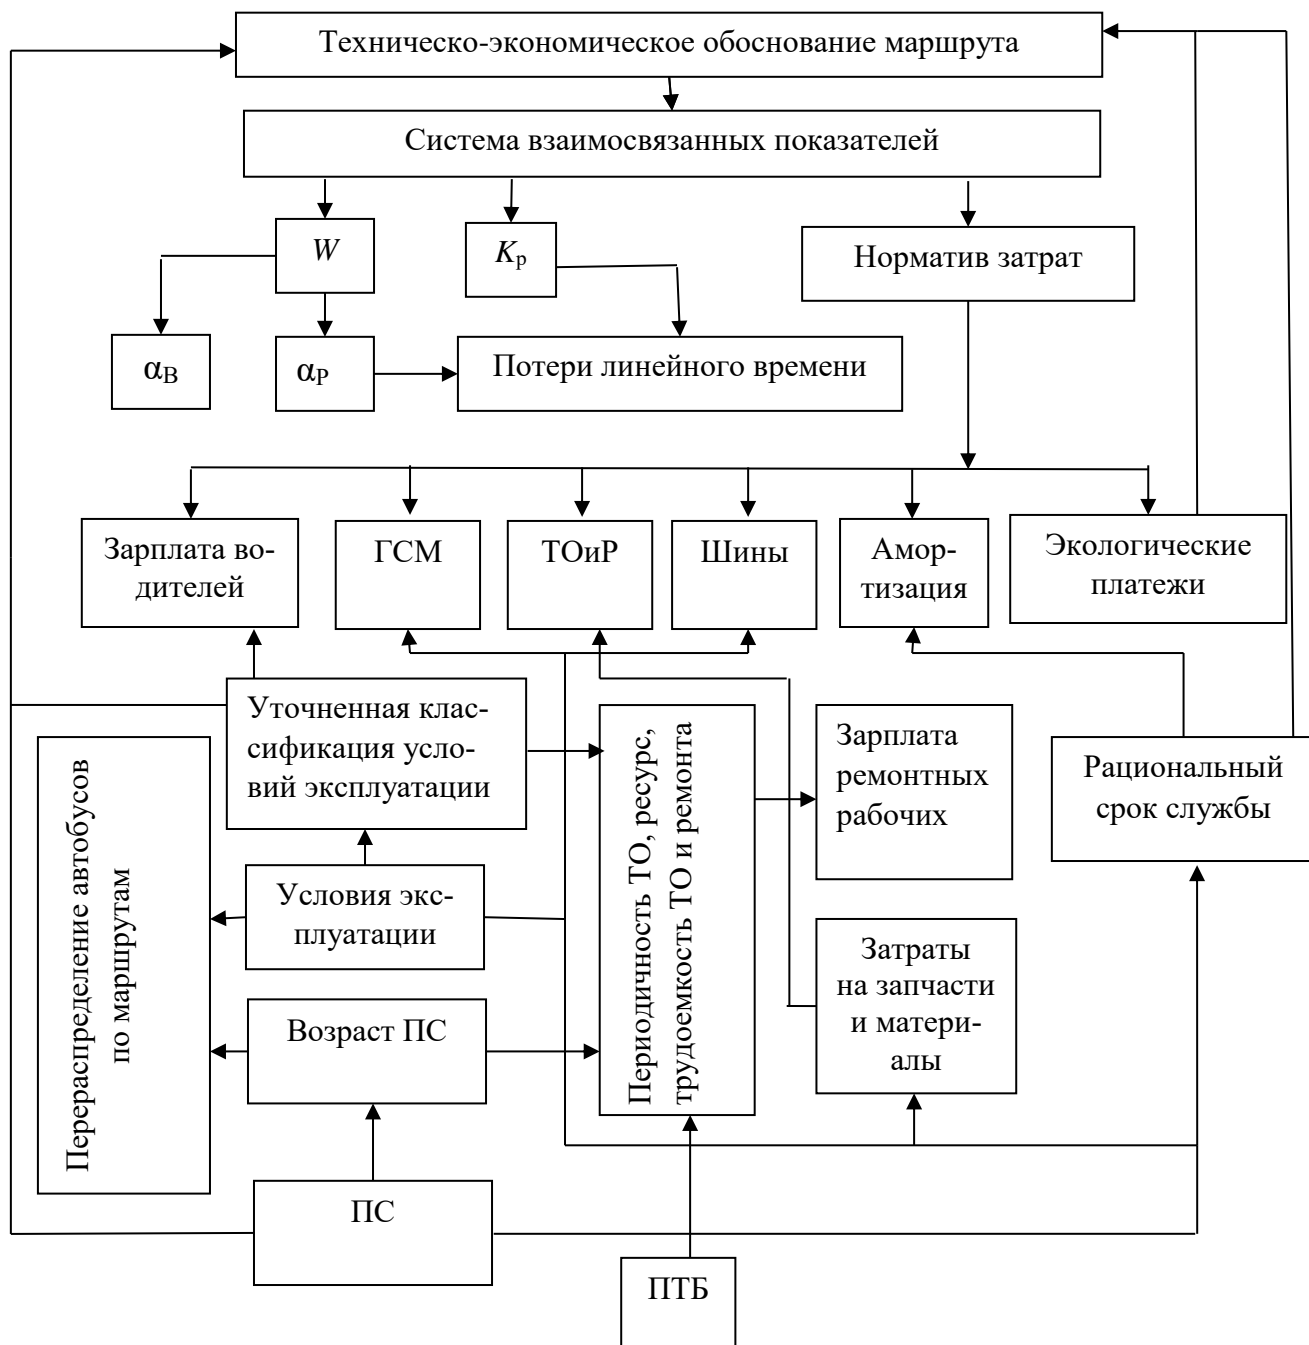 Техническо-экономическое обоснование маршрута
Система взаимосвязанных показателей
W
Kр
Норматив затрат
αВ
αР
Потери линейного времени
Зарплата во-
дителей
ГСМ
ТОиР
Шины
Амор-
тизация
Экологические
платежи
Уточненная клас-
сификация усло-
вий эксплуатации
Перераспределение автобусов
по маршрутам
Периодичность ТО, ресурс,
трудоемкость ТО и ремонта
Зарплата
ремонтных
рабочих
Рациональный
срок службы
Условия экс-
плуатации
Затраты
на запчасти
и матери-
алы
Возраст ПС
ПС
ПТБ